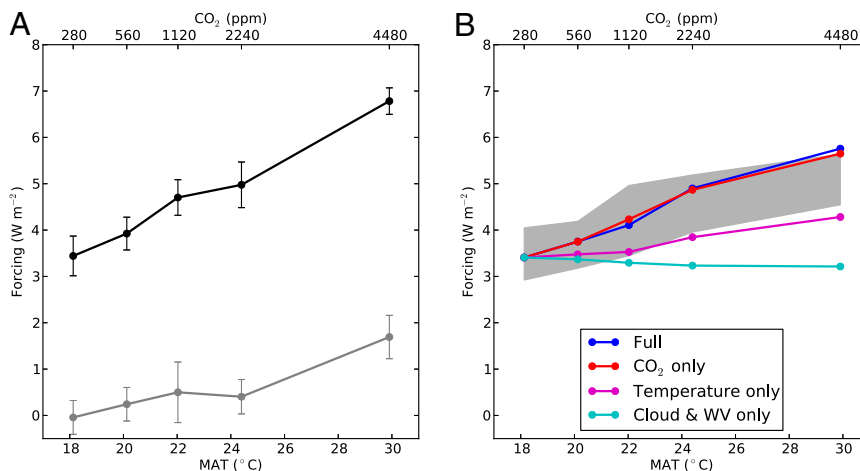 A
CO₂ (ppm)
280 560 1120 2240 4480
8
7
6
5
4
3
2
1
0
Forcing (W m⁻²)
18 20 22 24 26 28 30
MAT (°C)
B
CO₂ (ppm)
280 560 1120 2240 4480
8
7
6
5
4
3
2
1
0
Forcing (W m⁻²)
Full
CO₂ only
Temperature only
Cloud & WV only
18 20 22 24 26 28 30
MAT (°C)